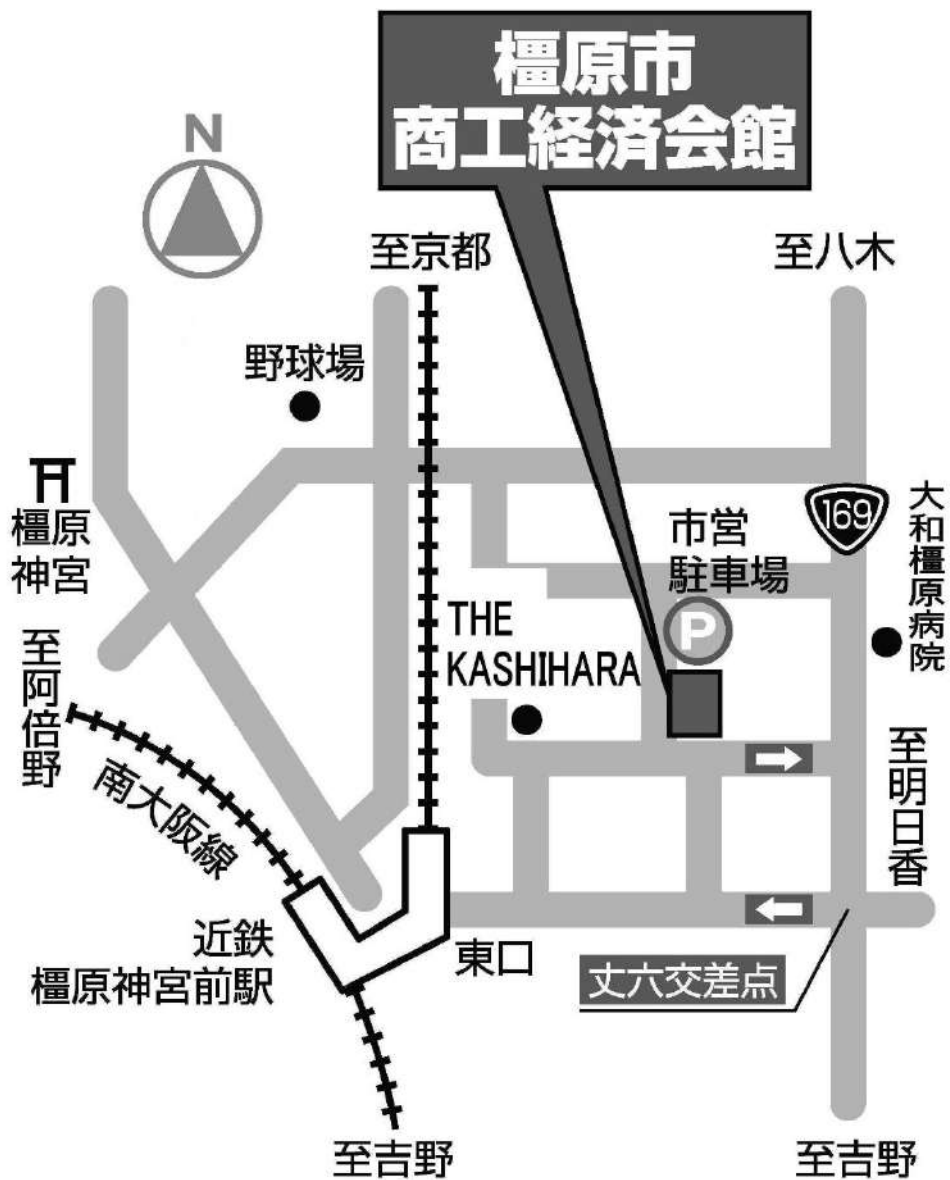 橿原市
商工経済会館
N
至京都
至八木
野球場
橿原
神宮
169
大和橿原病院
市営
駐車場
P
THE
KASHIHARA
至阿倍野
南大阪線
至明日香
近鉄
橿原神宮前駅
東口
丈六交差点
至吉野
至吉野